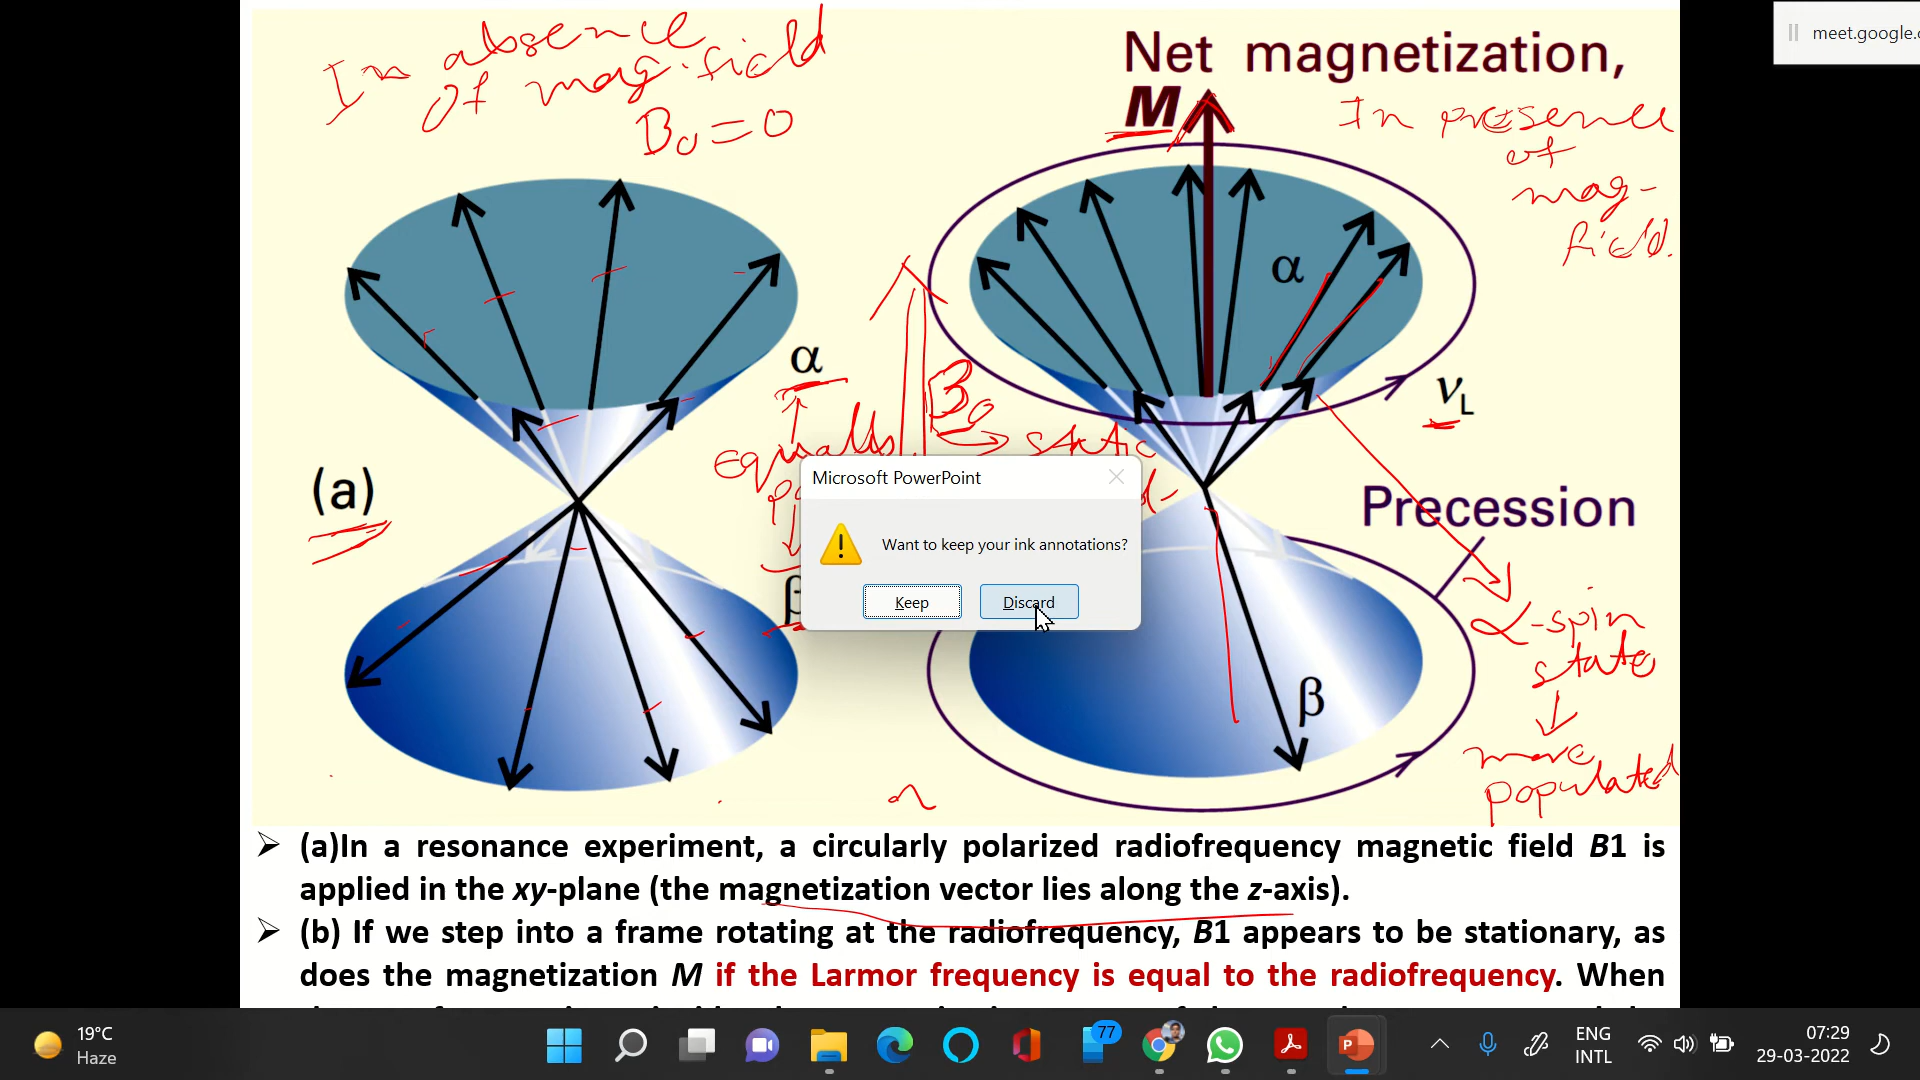 In absence
of mag. field
B₀ = 0
Net magnetization,
M
In presence
of
mag-
field.
meet.google.c
α
α
B₀
static
Equally
νL
(a)
Precession
β
β
α-spin
state
more
populated
Microsoft PowerPoint
Want to keep your ink annotations?
Keep
Discard
(a)In a resonance experiment, a circularly polarized radiofrequency magnetic field B1 is
applied in the xy-plane (the magnetization vector lies along the z-axis).
(b) If we step into a frame rotating at the radiofrequency, B1 appears to be stationary, as
does the magnetization M if the Larmor frequency is equal to the radiofrequency. When
19°C
Haze
77
ENG
INTL
07:29
29-03-2022